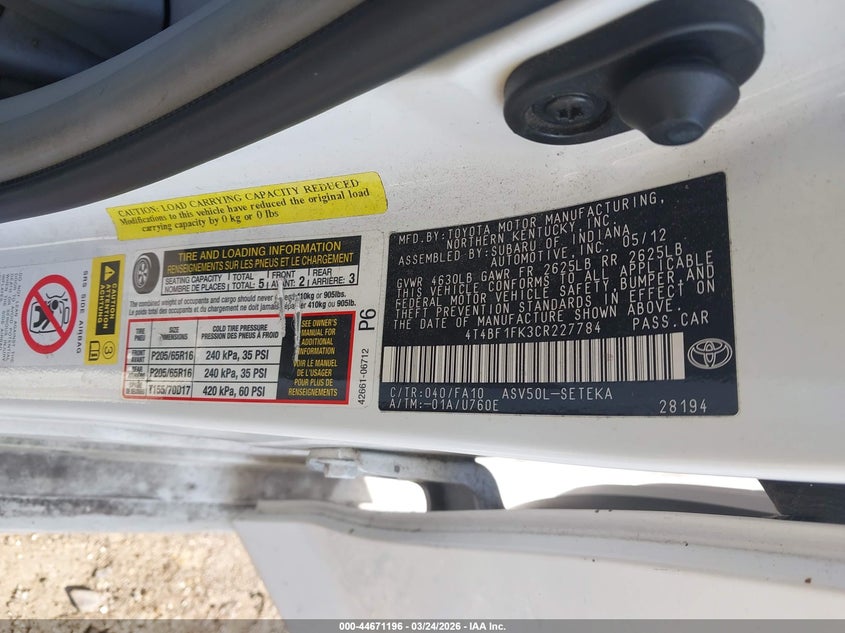 CAUTION: LOAD CARRYING CAPACITY REDUCED
Modifications to this vehicle have reduced the original load
carrying capacity by 0 kg or 0 lbs
TIRE AND LOADING INFORMATION
RENSEIGNEMENTS SUR LES PNEUS ET LE CHARGEMENT
SEATING CAPACITY
NOMBRE DE PLACES
TOTAL
TOTAL 5
FRONT
AVANT 2
REAR
ARRIÈRE 3
The combined weight of occupants and cargo should never 410kg or 905lbs.
Le poids total des occupants et du chargement ne doit jamais 410kg or 905lb.
TIRE
PNEU
SIZE
DIMENSIONS
COLD TIRE PRESSURE
PRESSION DES PNEUS À FROID
FRONT
AVANT
P205/65R16
240 kPa, 35 PSI
P205/65R16
240 kPa, 35 PSI
T155/70D17
420 kPa, 60 PSI
SEE OWNER'S
MANUAL FOR
ADDITIONAL
INFORMATION
VOIR LE MANUEL
DE L'USAGER
POUR PLUS DE
RENSEIGNEMENTS
42661-06712
P6
SRS SIDE AIRBAG
CAUTION
ATTENTION
MFD.BY:TOYOTA MOTOR MANUFACTURING,
NORTHERN KENTUCKY, INC.
ASSEMBLED BY:SUBARU OF INDIANA
AUTOMOTIVE, INC. 05/12
GVWR 4630LB GAWR FR 2625LB RR 2625LB
THIS VEHICLE CONFORMS TO ALL APPLICABLE
FEDERAL MOTOR VEHICLE SAFETY, BUMPER AND
THEFT PREVENTION STANDARDS IN EFFECT ON
THE DATE OF MANUFACTURE SHOWN ABOVE.
4T4BF1FK3CR227784 PASS.CAR
C/TR:040/FA10 ASV50L-SETEKA
A/TM:-01A/U760E
28194
TOYOTA
000-44671196 - 03/24/2026 - IAA Inc.